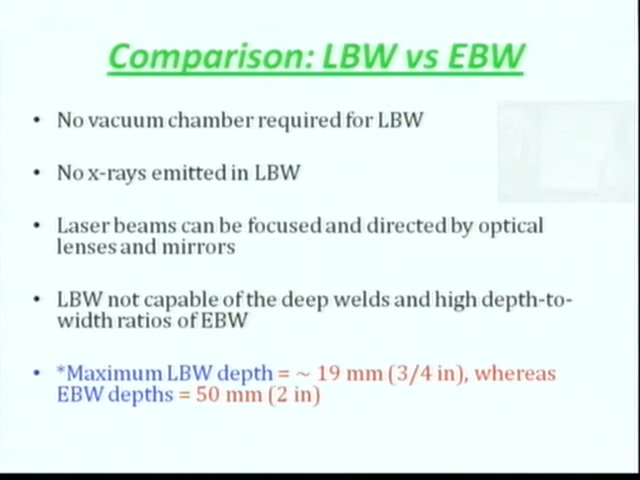 Comparison: LBW vs EBW
• No vacuum chamber required for LBW
• No x-rays emitted in LBW
• Laser beams can be focused and directed by optical
lenses and mirrors
• LBW not capable of the deep welds and high depth-to-
width ratios of EBW
• *Maximum LBW depth = ~ 19 mm (3/4 in), whereas
EBW depths = 50 mm (2 in)